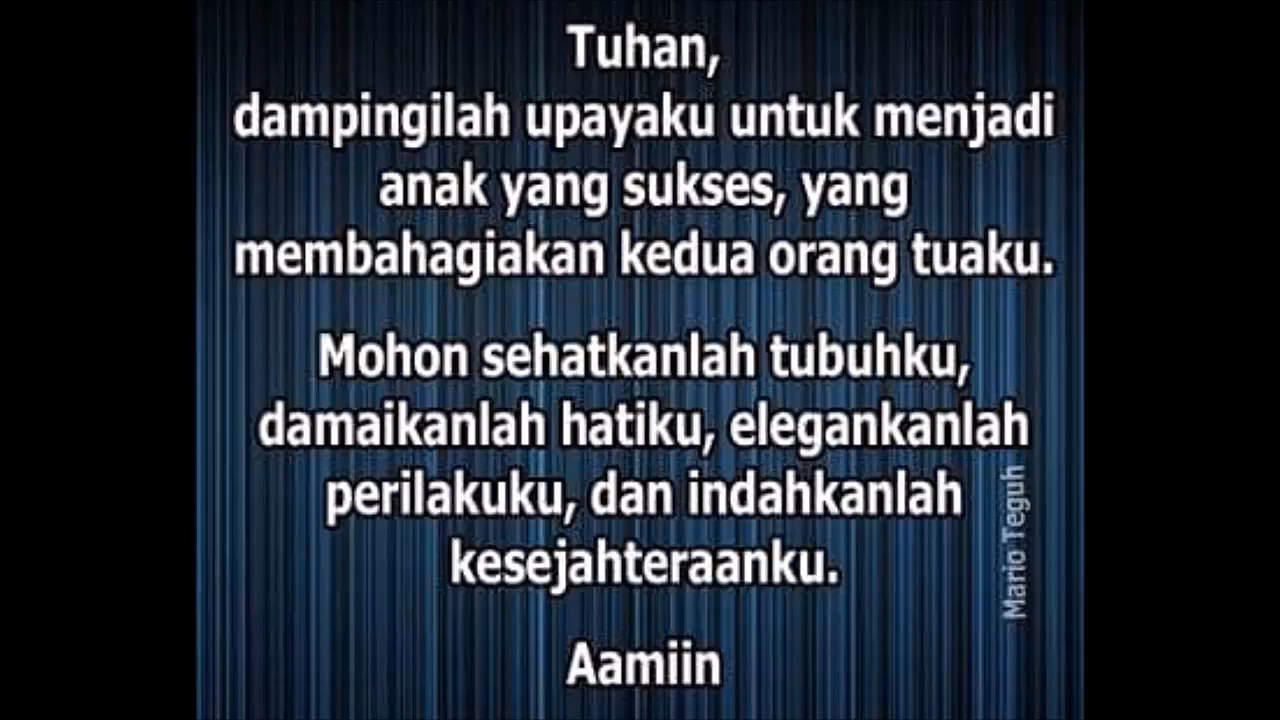 Tuhan,
dampingilah upayaku untuk menjadi
anak yang sukses, yang
membahagiakan kedua orang tuaku.
Mohon sehatkanlah tubuhku,
damaikanlah hatiku, elegankanlah
perilakuku, dan indahkanlah
kesejahteraanku.
Aamiin
Mario Teguh